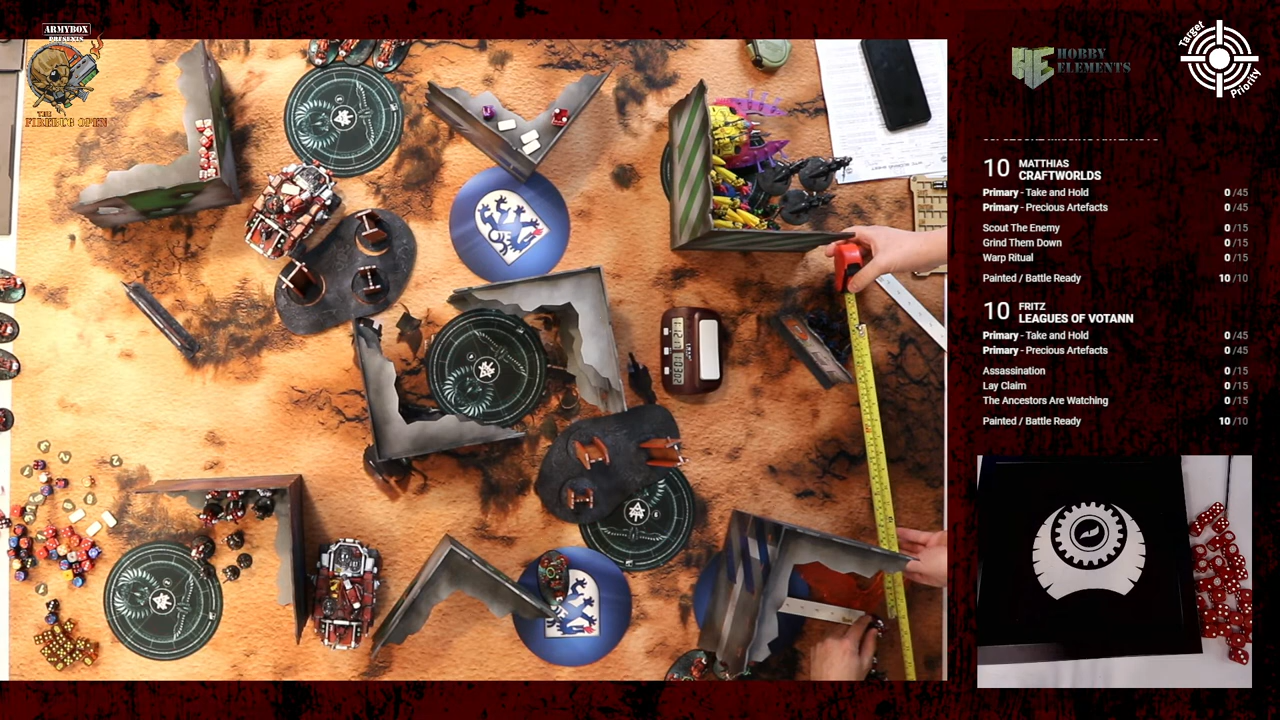 ARMYBOX
PRESENTS
THE
FIREBUG OPEN
HOBBY
ELEMENTS
Target
Priority
10 MATTHIAS
CRAFTWORLDS
Primary - Take and Hold 0 /45
Primary - Precious Artefacts 0 /45
Scout The Enemy 0 /15
Grind Them Down 0 /15
Warp Ritual 0 /15
Painted / Battle Ready 10 /10
10 FRITZ
LEAGUES OF VOTANN
Primary - Take and Hold 0 /45
Primary - Precious Artefacts 0 /45
Assassination 0 /15
Lay Claim 0 /15
The Ancestors Are Watching 0 /15
Painted / Battle Ready 10 /10